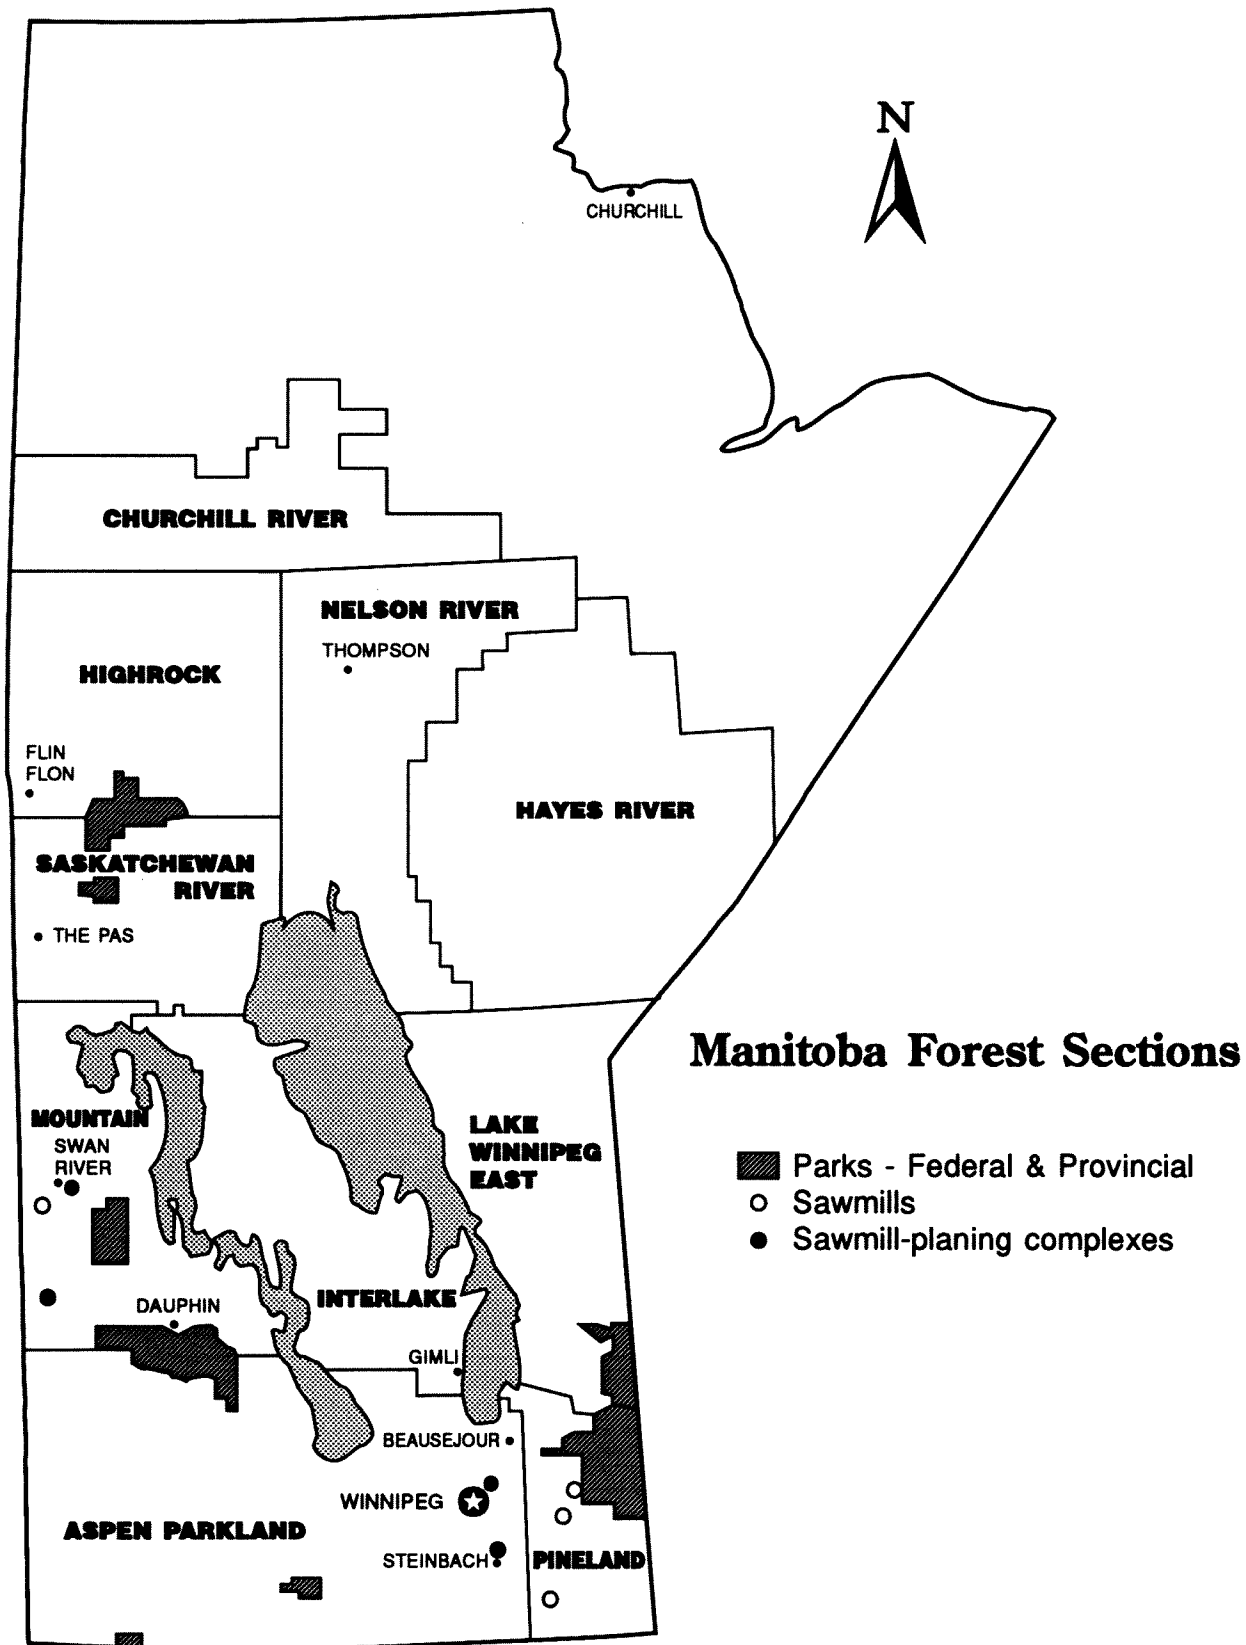 N
CHURCHILL
CHURCHILL RIVER
NELSON RIVER
THOMPSON
HIGHROCK
FLIN
FLON
HAYES RIVER
SASKATCHEWAN
RIVER
THE PAS
Manitoba Forest Sections
MOUNTAIN
SWAN
RIVER
LAKE
WINNIPEG
EAST
Parks - Federal & Provincial
Sawmills
Sawmill-planing complexes
DAUPHIN
INTERLAKE
GIMLI
BEAUSEJOUR
WINNIPEG
ASPEN PARKLAND
STEINBACH
PINELAND